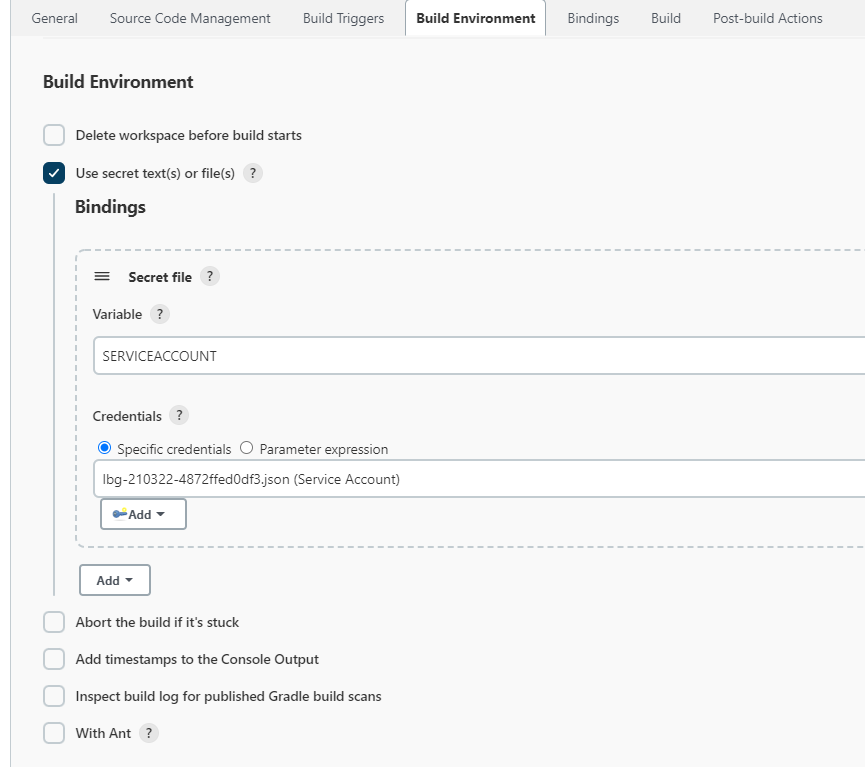 General Source Code Management Build Triggers Build Environment Bindings Build Post-build Actions
Build Environment
Delete workspace before build starts
Use secret text(s) or file(s) ?
Bindings
Secret file ?
Variable ?
SERVICEACCOUNT
Credentials ?
Specific credentials Parameter expression
lbg-210322-4872ffed0df3.json (Service Account)
Add
Add
Abort the build if it's stuck
Add timestamps to the Console Output
Inspect build log for published Gradle build scans
With Ant ?